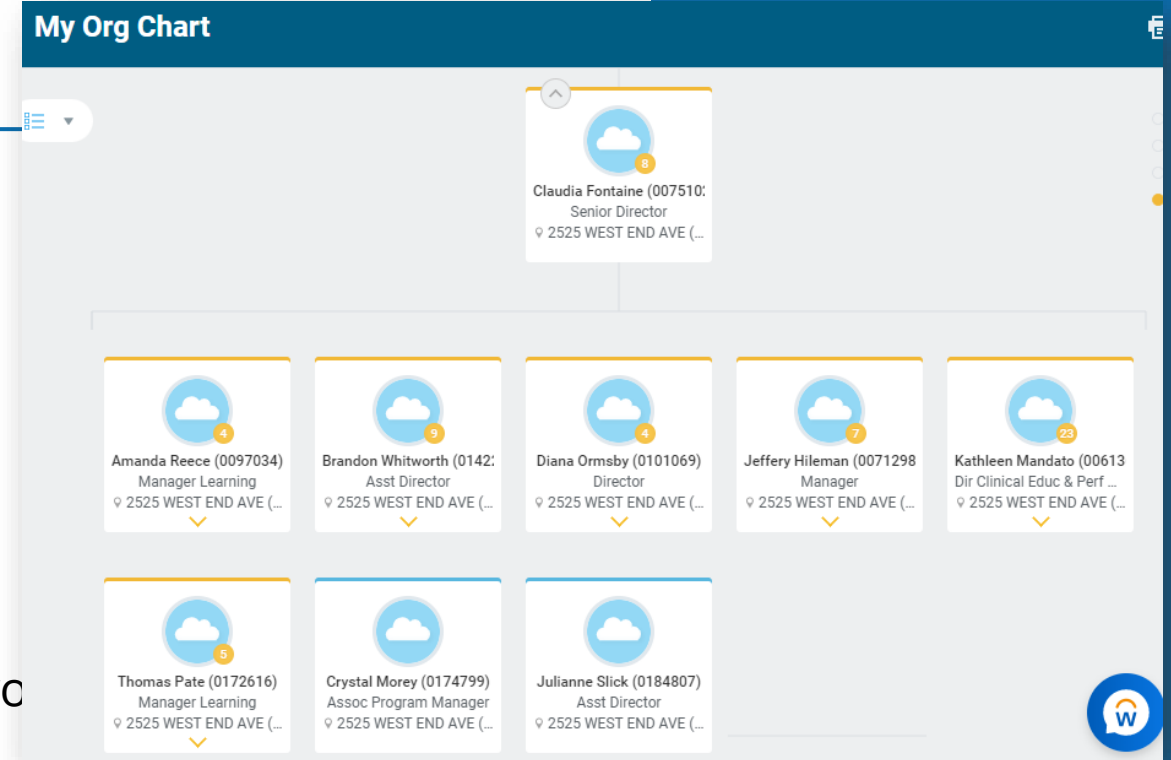 My Org Chart
8
Claudia Fontaine (007510
Senior Director
2525 WEST END AVE (...
4
Amanda Reece (0097034)
Manager Learning
2525 WEST END AVE (...
9
Brandon Whitworth (0142
Asst Director
2525 WEST END AVE (...
4
Diana Ormsby (0101069)
Director
2525 WEST END AVE (...
7
Jeffery Hileman (0071298
Manager
2525 WEST END AVE (...
23
Kathleen Mandato (00613
Dir Clinical Educ & Perf ...
2525 WEST END AVE (...
5
Thomas Pate (0172616)
Manager Learning
2525 WEST END AVE (...
Crystal Morey (0174799)
Assoc Program Manager
2525 WEST END AVE (...
Julianne Slick (0184807)
Asst Director
2525 WEST END AVE (...
w